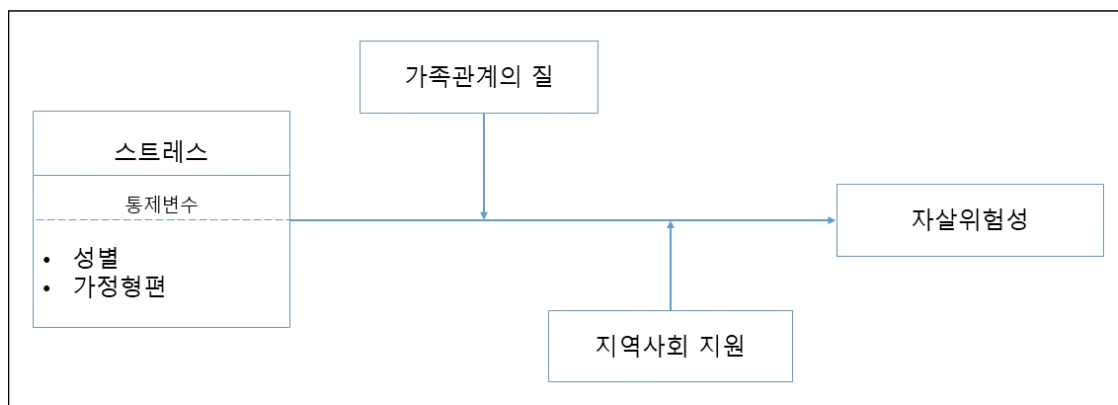 가족관계의 질
스트레스
통제변수
• 성별
• 가정형편
자살위험성
지역사회 지원